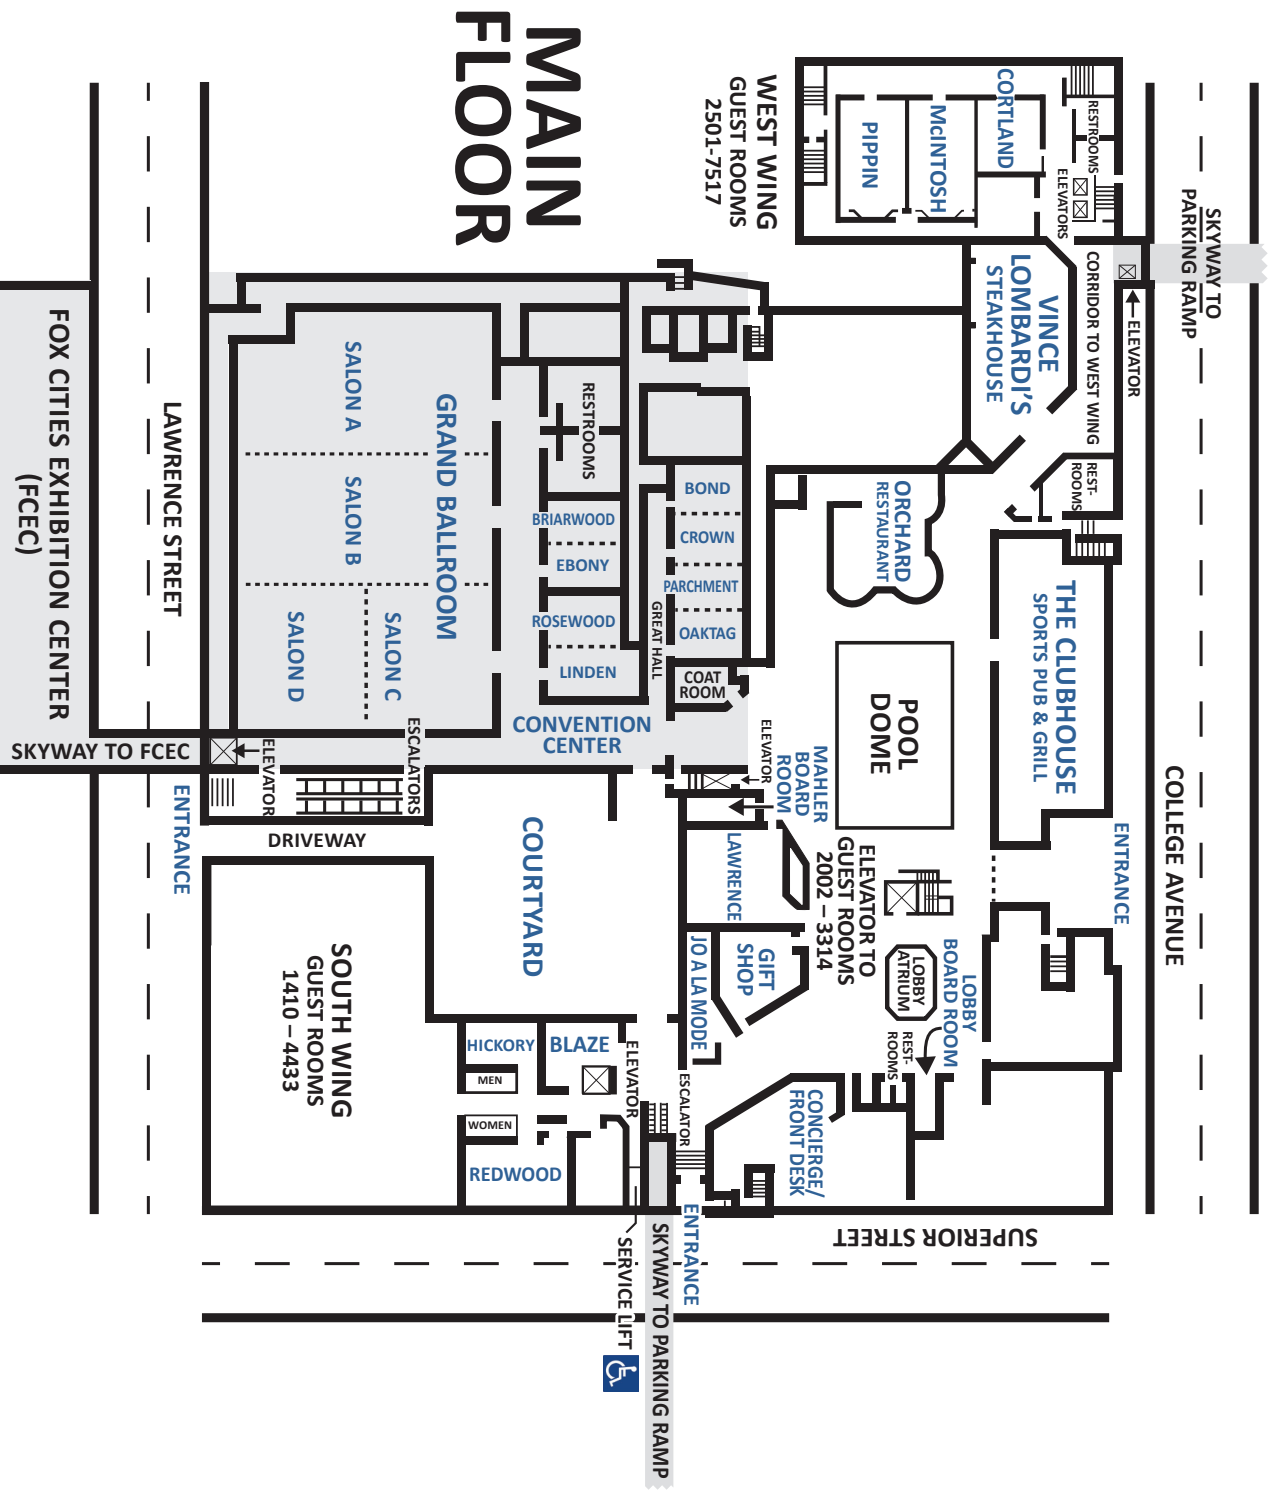 MAIN
FLOOR
WEST WING
GUEST ROOMS
2501-7517
CORTLAND
McINTOSH
PIPPIN
RESTROOMS
ELEVATORS
SKYWAY TO
PARKING RAMP
ELEVATOR
CORRIDOR TO WEST WING
VINCE
LOMBARDI'S
STEAKHOUSE
REST-
ROOMS
ORCHARD
RESTAURANT
THE CLUBHOUSE
SPORTS PUB & GRILL
POOL
DOME
COLLEGE AVENUE
ENTRANCE
FOX CITIES EXHIBITION CENTER
(FCEC)
LAWRENCE STREET
SALON A
SALON B
SALON C
SALON D
GRAND BALLROOM
RESTROOMS
BRIARWOOD
EBONY
ROSEWOOD
LINDEN
BOND
CROWN
PARCHMENT
OAKTAG
GREAT HALL
COAT
ROOM
CONVENTION
CENTER
SKYWAY TO FCEC
ELEVATOR
ESCALATORS
ENTRANCE
DRIVEWAY
ELEVATOR
MAHLER
BOARD
ROOM
LAWRENCE
ELEVATOR TO
GUEST ROOMS
2002 – 3314
COURTYARD
JO A LA MODE
GIFT
SHOP
LOBBY
ATRIUM
LOBBY
BOARD ROOM
REST-
ROOMS
SOUTH WING
GUEST ROOMS
1410 – 4433
HICKORY
BLAZE
MEN
WOMEN
REDWOOD
ELEVATOR
ESCALATOR
CONCIERGE/
FRONT DESK
ENTRANCE
SUPERIOR STREET
SERVICE LIFT
SKYWAY TO PARKING RAMP